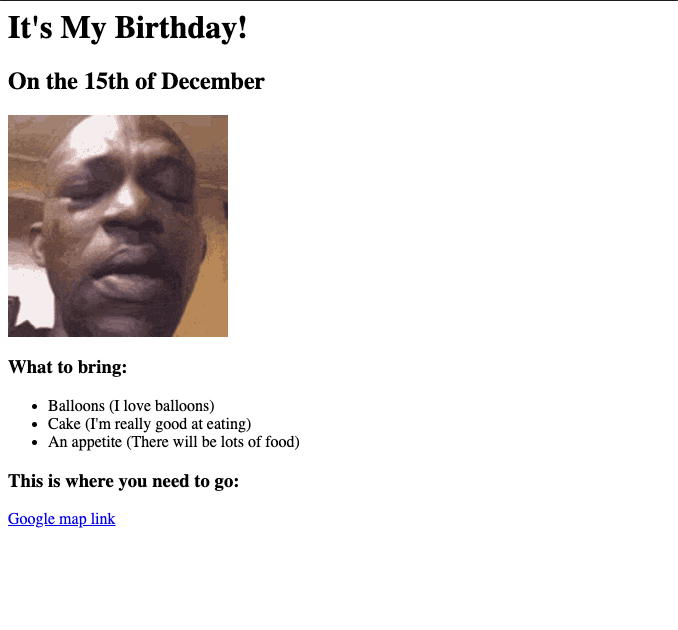 It's My Birthday!
On the 15th of December
What to bring:
Balloons (I love balloons)
Cake (I'm really good at eating)
An appetite (There will be lots of food)
This is where you need to go:
Google map link